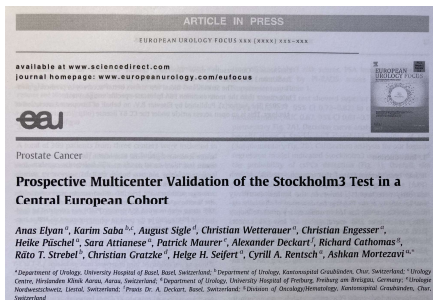 ARTICLE IN PRESS
EUROPEAN UROLOGY FOCUS XXX (XXXX) XXX–XXX
available at www.sciencedirect.com
journal homepage: www.europeanurology.com/eufocus
EUROPEAN
UROLOGY FOCUS
eau
Prostate Cancer
Prospective Multicenter Validation of the Stockholm3 Test in a
Central European Cohort
Anas Elyan a, Karim Saba b,c, August Sigle d, Christian Wetterauer a, Christian Engesser a,
Heike Püschel a, Sara Attianese a, Patrick Maurer e, Alexander Deckart f, Richard Cathomas g,
Räto T. Strebel b, Christian Gratzke d, Helge H. Seifert a, Cyrill A. Rentsch a, Ashkan Mortezavi a,*
a Department of Urology, University Hospital of Basel, Basel, Switzerland; b Department of Urology, Kantonsspital Graubünden, Chur, Switzerland; c Urology
Centre, Hirslanden Klinik Aarau, Aarau, Switzerland; d Department of Urology, University Hospital of Freiburg, Freiburg am Breisgau, Germany; e Urologie
Nordwestschweiz, Liestal, Switzerland; f Praxis Dr. A. Deckart, Basel, Switzerland; g Division of Oncology/Hematology, Kantonsspital Graubünden, Chur,
Switzerland